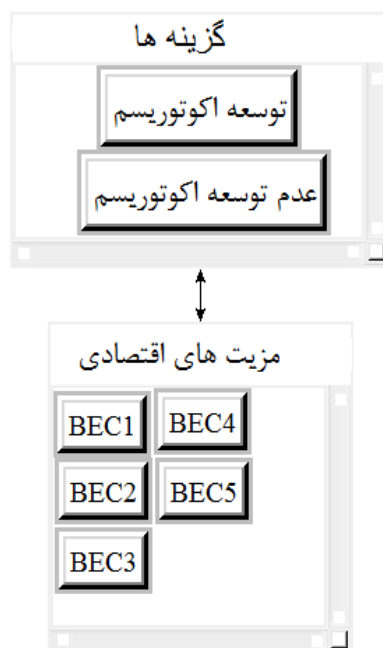 گزینه ها
توسعه اکوتوریسم
عدم توسعه اکوتوریسم
مزیت های اقتصادی
BEC1 BEC4
BEC2 BEC5
BEC3